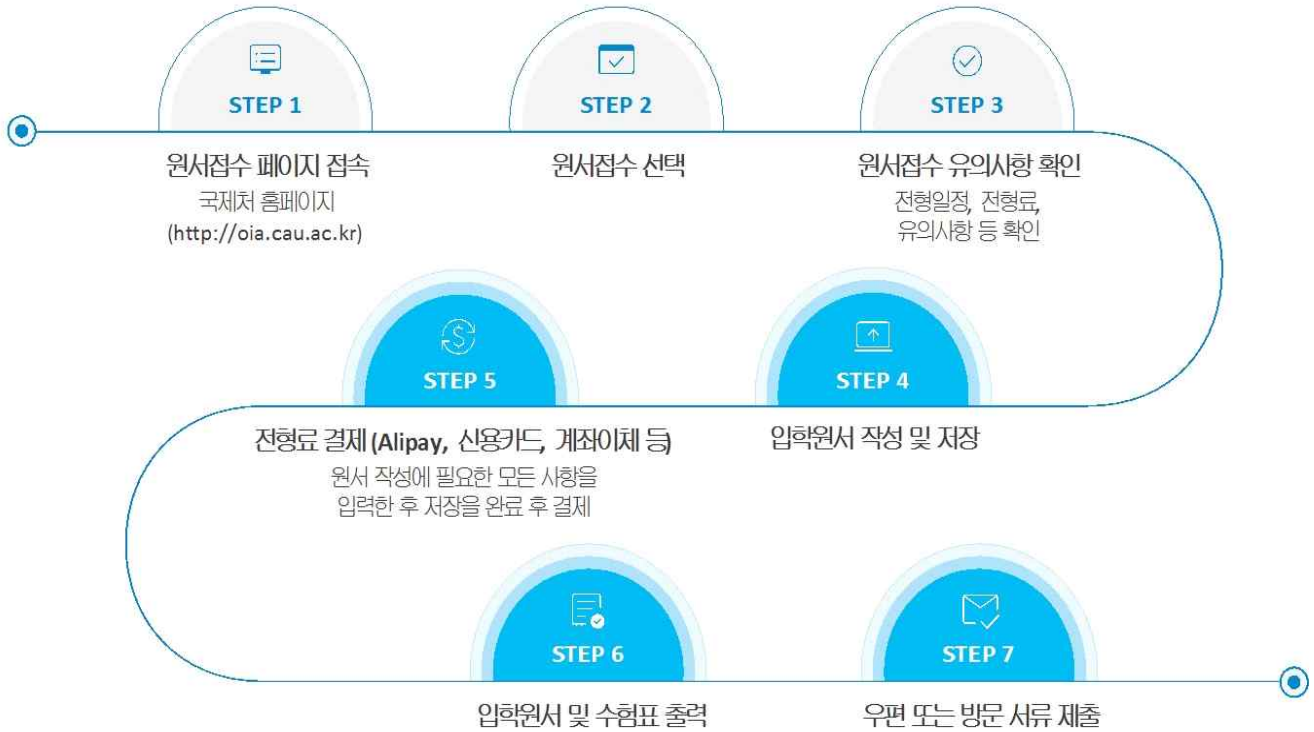 STEP 1
원서접수 페이지 접속
국제처 홈페이지
(http://oia.cau.ac.kr)
STEP 2
원서접수 선택
STEP 3
원서접수 유의사항 확인
전형일정, 전형료,
유의사항 등 확인
STEP 4
입학원서 작성 및 저장
STEP 5
전형료 결제 (Alipay, 신용카드, 계좌이체 등)
원서 작성에 필요한 모든 사항을
입력한 후 저장을 완료 후 결제
STEP 6
입학원서 및 수험표 출력
STEP 7
우편 또는 방문 서류 제출